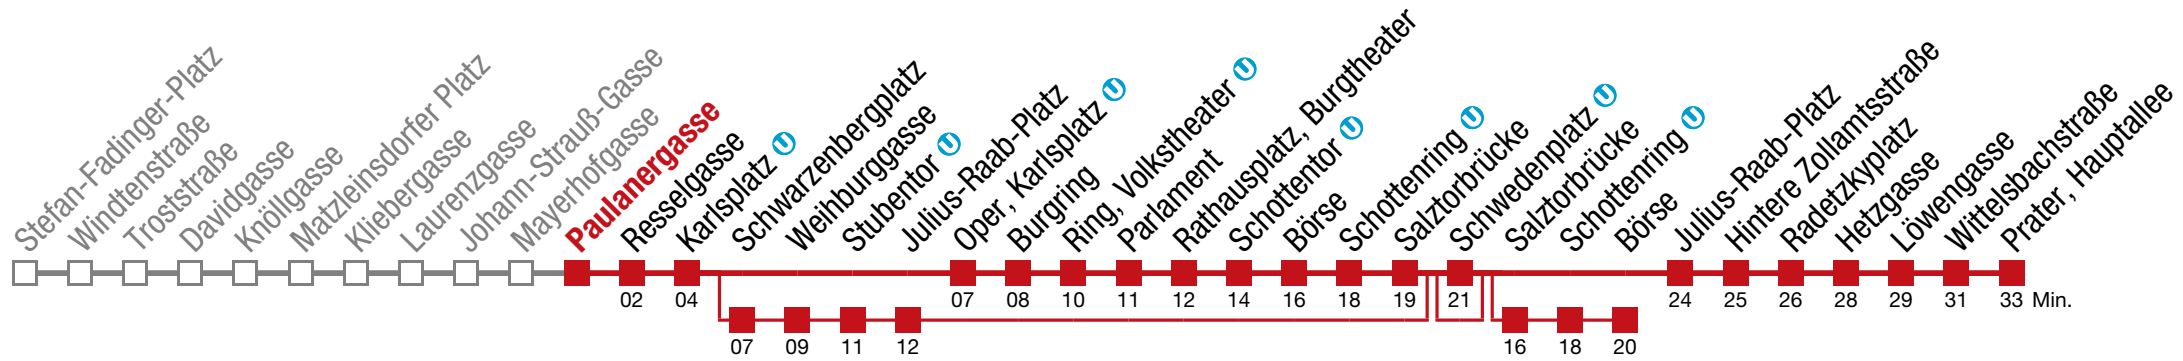 Stefan-Fadinger-Platz
Windtenstraße
Troststraße
Davidgasse
Knöllgasse
Matzleinsdorfer Platz
Kliebergasse
Laurenzgasse
Johann-Strauß-Gasse
Mayerhofgasse
Paulanergasse
Resselgasse
Karlsplatz U
Schwarzenbergplatz
Weihburggasse
Stubentor U
Julius-Raab-Platz
Oper, Karlsplatz U
Burgring
Ring, Volkstheater U
Parlament
Rathausplatz, Burgtheater
Schottentor U
Börse
Schottenring U
Salztorbrücke
Schwedenplatz U
Salztorbrücke
Schottenring U
Börse
Julius-Raab-Platz
Hintere Zollamtsstraße
Radetzkyplatz
Hetzgasse
Löwengasse
Wittelsbachstraße
Prater, Hauptallee
02 04 07 08 10 11 12 14 16 18 19 21 24 25 26 28 29 31 33 Min.
07 09 11 12 16 18 20